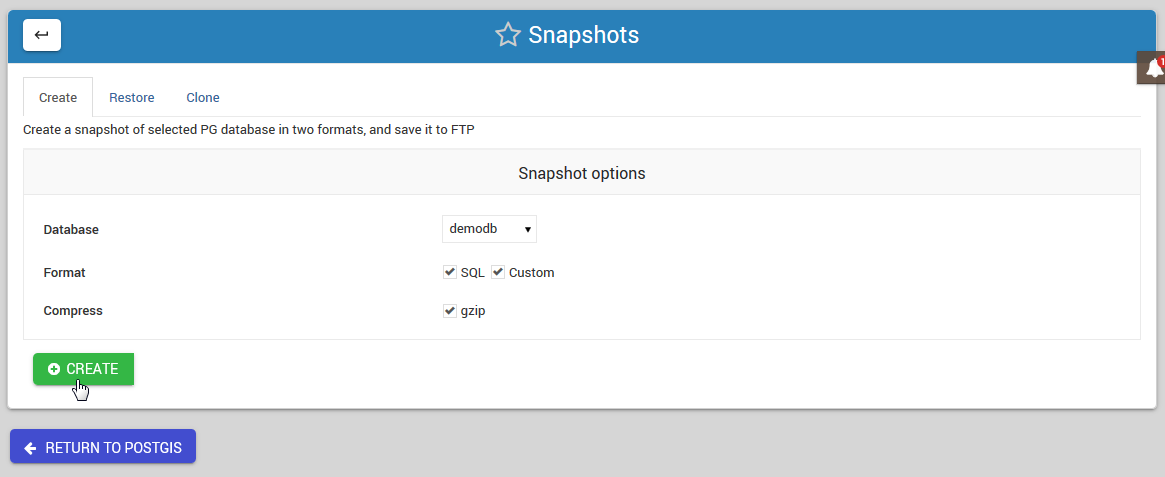 Snapshots
1
Create Restore Clone
Create a snapshot of selected PG database in two formats, and save it to FTP
Snapshot options
Database demodb
Format SQL Custom
Compress gzip
CREATE
RETURN TO POSTGIS